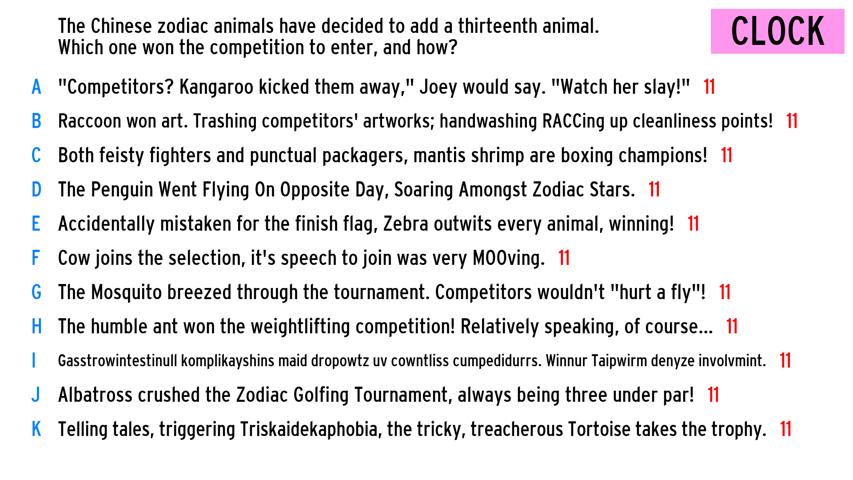 The Chinese zodiac animals have decided to add a thirteenth animal.
Which one won the competition to enter, and how?
CLOCK
A "Competitors? Kangaroo kicked them away," Joey would say. "Watch her slay!" 11
B Raccoon won art. Trashing competitors' artworks; handwashing RACCing up cleanliness points! 11
C Both feisty fighters and punctual packagers, mantis shrimp are boxing champions! 11
D The Penguin Went Flying On Opposite Day, Soaring Amongst Zodiac Stars. 11
E Accidentally mistaken for the finish flag, Zebra outwits every animal, winning! 11
F Cow joins the selection, it's speech to join was very MOOving. 11
G The Mosquito breezed through the tournament. Competitors wouldn't "hurt a fly"! 11
H The humble ant won the weightlifting competition! Relatively speaking, of course... 11
I Gasstrowintestinull komplikayshins maid dropowtz uv cowntliss cumpedidurrs. Winnur Taipwirm denyze involvmint. 11
J Albatross crushed the Zodiac Golfing Tournament, always being three under par! 11
K Telling tales, triggering Triskaidekaphobia, the tricky, treacherous Tortoise takes the trophy. 11